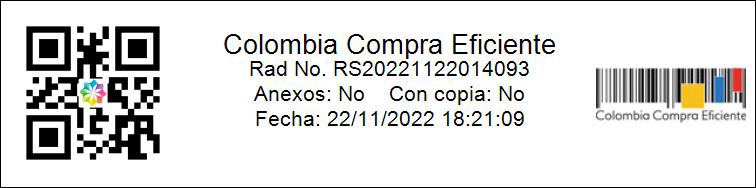 Colombia Compra Eficiente
Rad No. RS20221122014093
Anexos: No Con copia: No
Fecha: 22/11/2022 18:21:09
Colombia Compra Eficiente